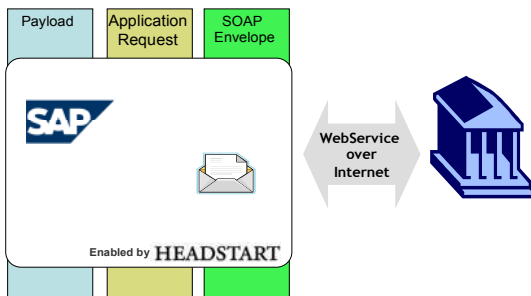 Payload
Application
Request
SOAP
Envelope
SAP
WebService
over
Internet
Enabled by HEADSTART